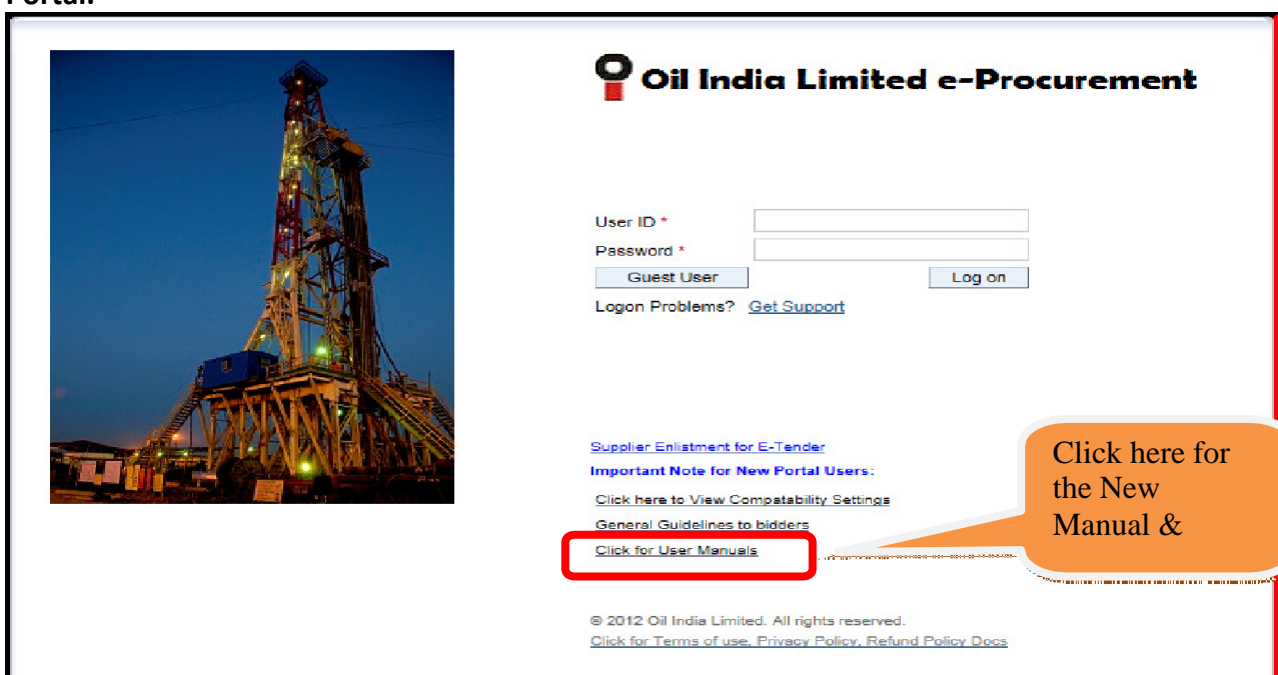 Portal.
Oil India Limited e-Procurement
User ID *
Password *
Guest User Log on
Logon Problems? Get Support
Supplier Enlistment for E-Tender
Important Note for New Portal Users:
Click here to View Compatability Settings
General Guidelines to bidders
Click for User Manuals
Click here for
the New
Manual &
© 2012 Oil India Limited. All rights reserved.
Click for Terms of use, Privacy Policy, Refund Policy Docs